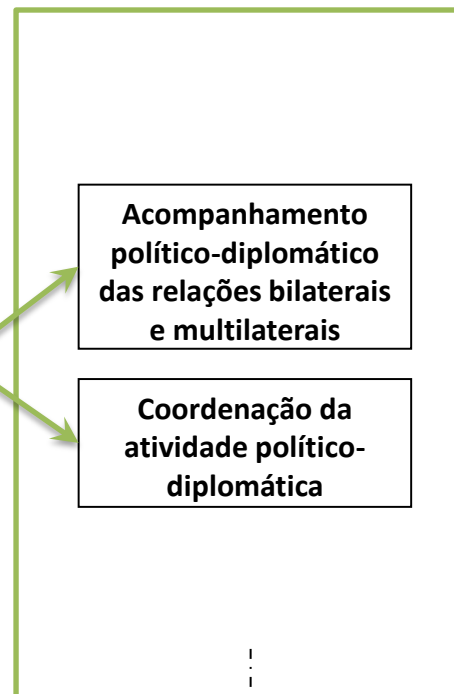 Acompanhamento
político-diplomático
das relações bilaterais
e multilaterais
Coordenação da
atividade político-
diplomática